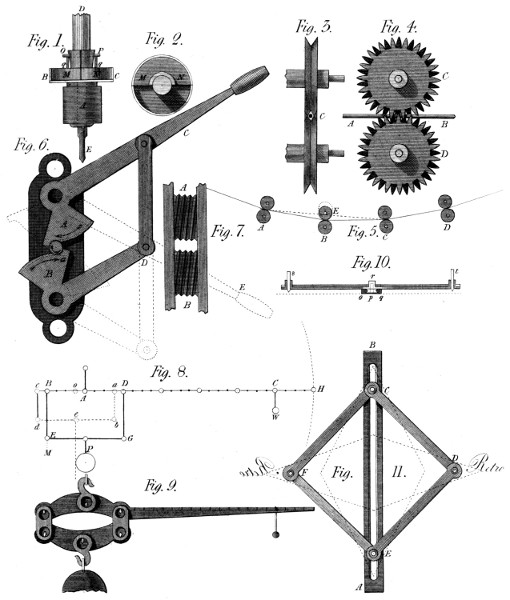 Fig. 1.
D
o p
q q
B M N C
A
E
Fig. 2.
M N
Fig. 3.
C
Fig. 4.
C
A B
D
Fig. 6.
C
A
B
D
E
Fig. 7.
A
B
Fig. 5.
A
E
B
C
D
Fig. 10.
s r t
o p q
Fig. 8.
c B o A a D C H
d e b W
E G
M P
Fig. 9.
Fig. 11.
B
C
F
D
Retro
E
A